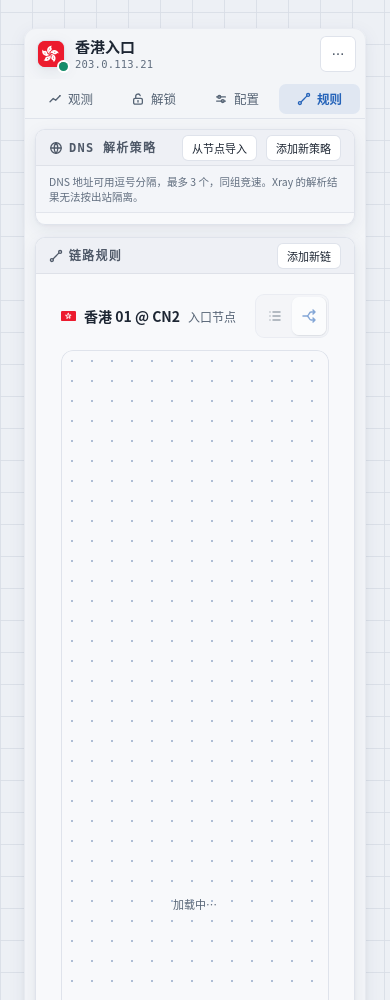 香港入口
203.0.113.21
···
观测
解锁
配置
规则
DNS 解析策略
从节点导入
添加新策略
DNS 地址可用逗号分隔，最多 3 个，同组竞速。Xray 的解析结
果无法按出站隔离。
链路规则
添加新链
香港 01 @ CN2
入口节点
加载中···